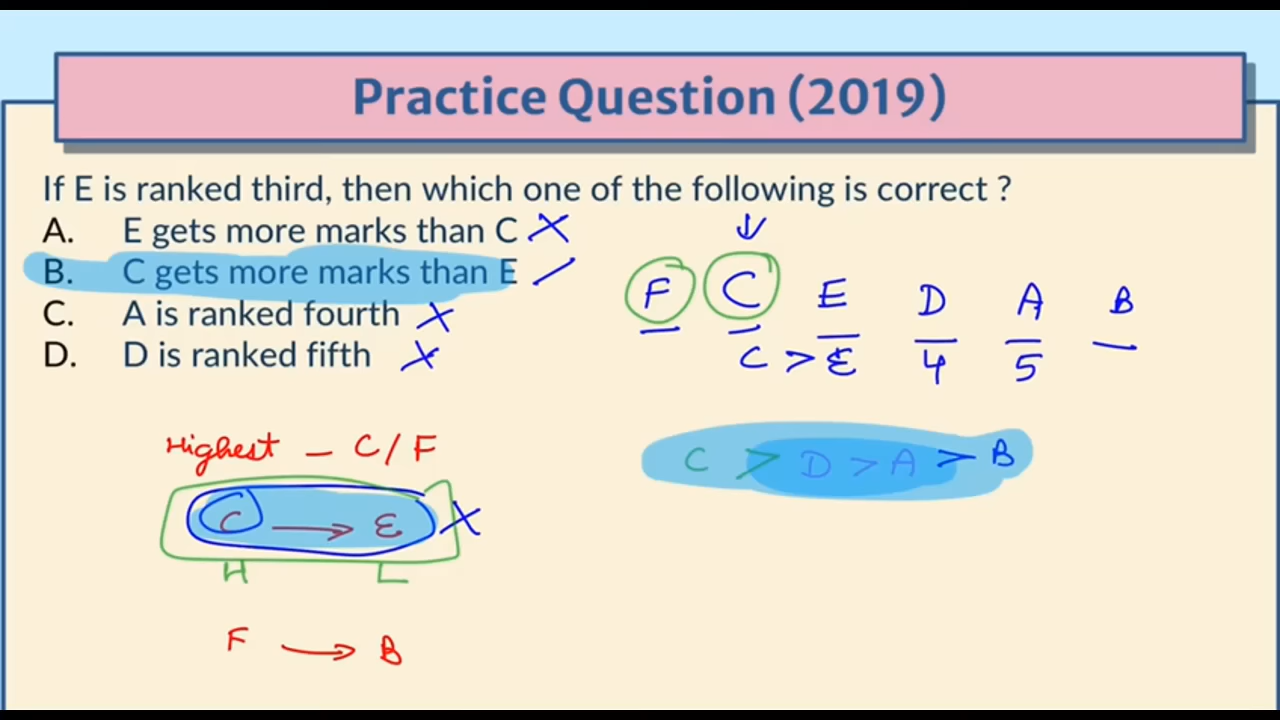 Practice Question (2019)
If E is ranked third, then which one of the following is correct ?
A. E gets more marks than C
B. C gets more marks than E
C. A is ranked fourth
D. D is ranked fifth
F C E D A B
C > E 4 5
Highest - C/F
C > D > A > B
C → E
H L
F → B